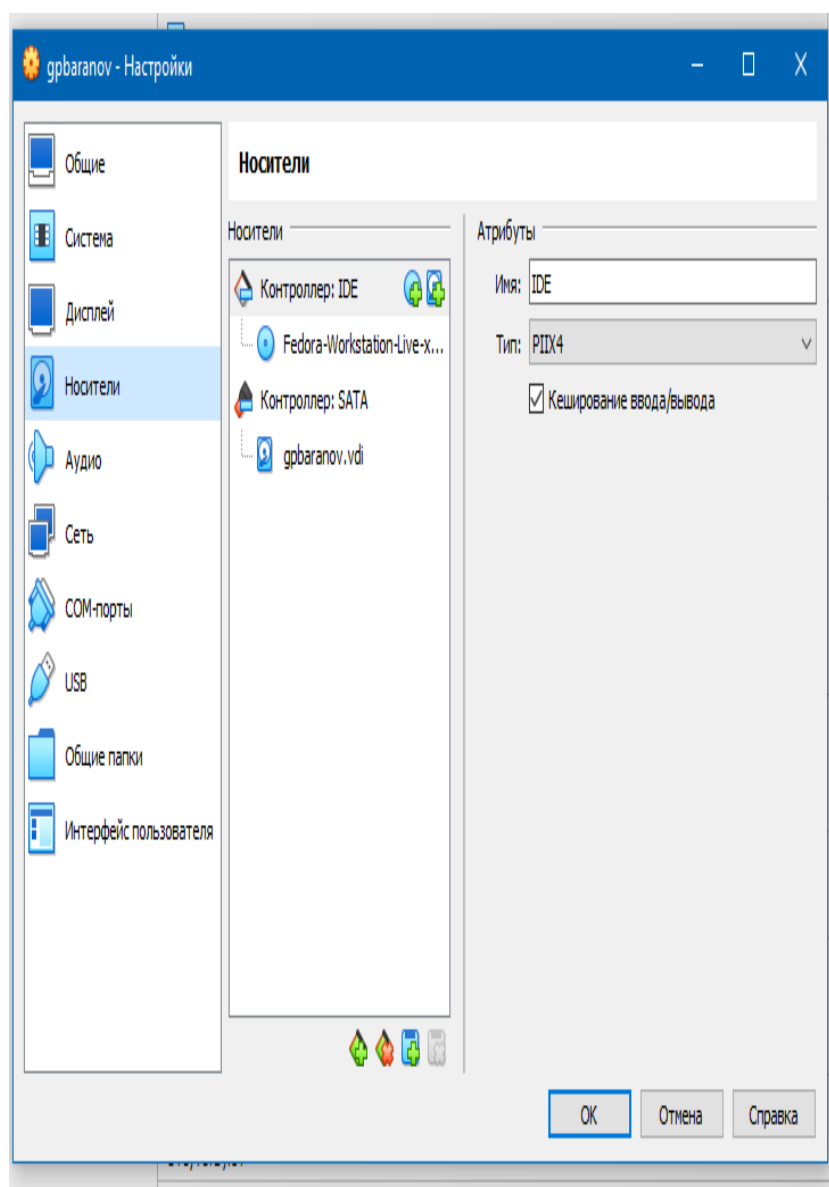 gpbaranov - Настройки
Общие
Система
Дисплей
Носители
Аудио
Сеть
COM-порты
USB
Общие папки
Интерфейс пользователя
Носители
Носители
Контроллер: IDE
Fedora-Workstation-Live-x...
Контроллер: SATA
gpbaranov.vdi
Атрибуты
Имя: IDE
Тип: PIIX4
Кеширование ввода/вывода
OK Отмена Справка